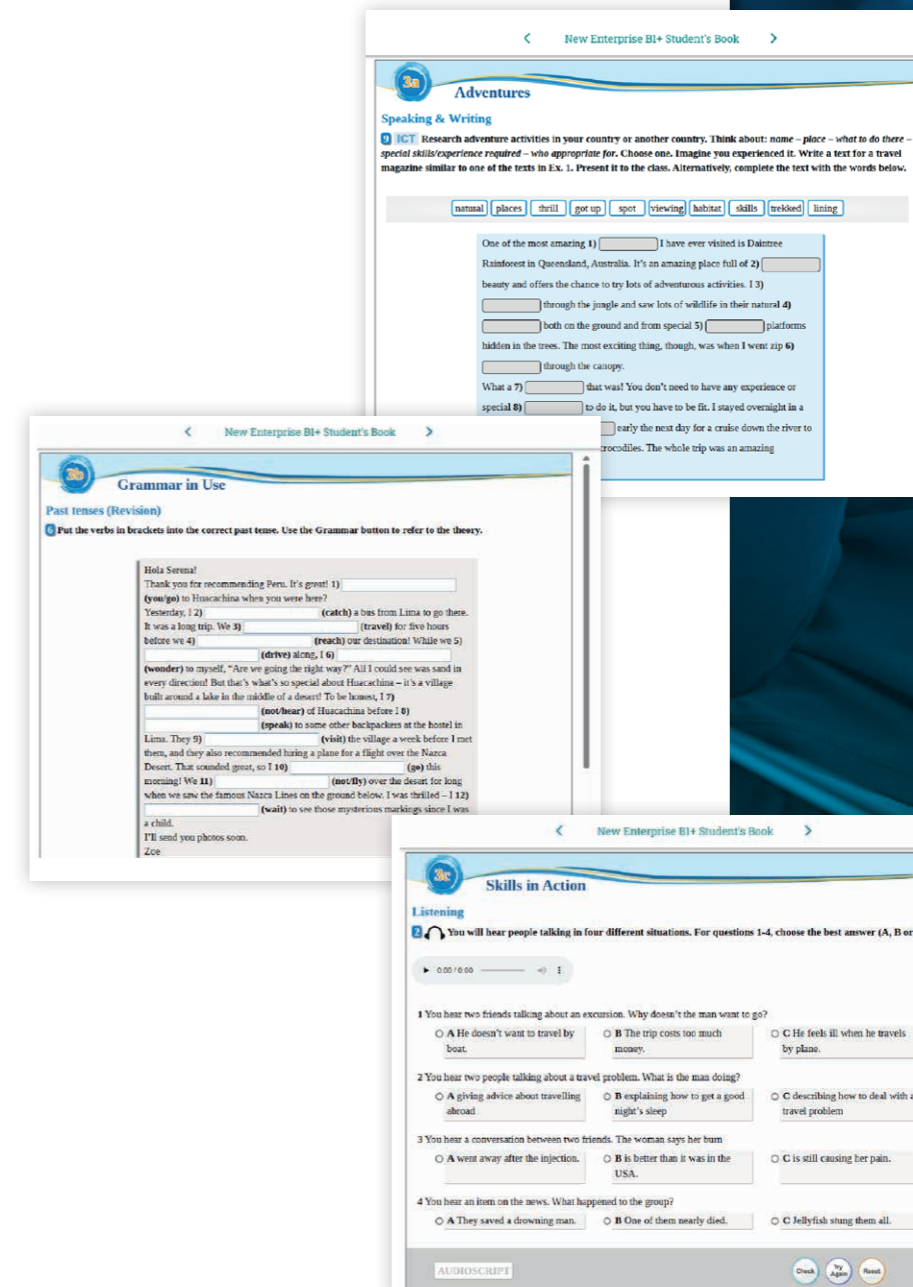 New Enterprise B1+ Student's Book
3a
Adventures
Speaking & Writing
9 ICT Research adventure activities in your country or another country. Think about: name – place – what to do there –
special skills/experience required – who appropriate for. Choose one. Imagine you experienced it. Write a text for a travel
magazine similar to one of the texts in Ex. 1. Present it to the class. Alternatively, complete the text with the words below.
natural places thrill got up spot viewing habitat skills trekked lining
One of the most amazing 1) I have ever visited is Daintree
Rainforest in Queensland, Australia. It's an amazing place full of 2)
beauty and offers the chance to try lots of adventurous activities. I 3)
through the jungle and saw lots of wildlife in their natural 4)
both on the ground and from special 5) platforms
hidden in the trees. The most exciting thing, though, was when I went zip 6)
through the canopy.
What a 7) that was! You don't need to have any experience or
special 8) to do it, but you have to be fit. I stayed overnight in a
early the next day for a cruise down the river to
crocodiles. The whole trip was an amazing
New Enterprise B1+ Student's Book
3b
Grammar in Use
Past tenses (Revision)
6 Put the verbs in brackets into the correct past tense. Use the Grammar button to refer to the theory.
Hola Serena!
Thank you for recommending Peru. It's great! 1)
(you/go) to Huacachina when you were here?
Yesterday, I 2) (catch) a bus from Lima to go there.
It was a long trip. We 3) (travel) for five hours
before we 4) (reach) our destination! While we 5)
(drive) along, I 6)
(wonder) to myself, "Are we going the right way?" All I could see was sand in
every direction! But that's what's so special about Huacachina – it's a village
built around a lake in the middle of a desert! To be honest, I 7)
(not/hear) of Huacachina before I 8)
(speak) to some other backpackers at the hostel in
Lima. They 9) (visit) the village a week before I met
them, and they also recommended hiring a plane for a flight over the Nazca
Desert. That sounded great, so I 10) (go) this
morning! We 11) (not/fly) over the desert for long
when we saw the famous Nazca Lines on the ground below. I was thrilled – I 12)
(wait) to see those mysterious markings since I was
a child.
I'll send you photos soon.
Zoe
New Enterprise B1+ Student's Book
3c
Skills in Action
Listening
2 You will hear people talking in four different situations. For questions 1-4, choose the best answer (A, B or
0:00 / 0:00
1 You hear two friends talking about an excursion. Why doesn't the man want to go?
A He doesn't want to travel by B The trip costs too much C He feels ill when he travels
boat. money. by plane.
2 You hear two people talking about a travel problem. What is the man doing?
A giving advice about travelling B explaining how to get a good C describing how to deal with a
abroad night's sleep travel problem
3 You hear a conversation between two friends. The woman says her burn
A went away after the injection. B is better than it was in the C is still causing her pain.
USA.
4 You hear an item on the news. What happened to the group?
A They saved a drowning man. B One of them nearly died. C Jellyfish stung them all.
AUDIOSCRIPT Check Try Again Reset